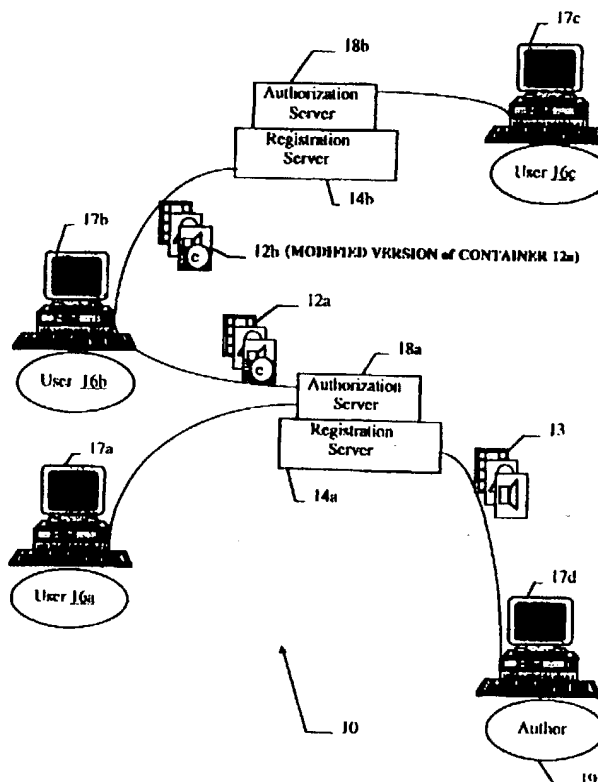 18b
17c
Authorization
Server
Registration
Server
User 16c
14b
17b
12b (MODIFIED VERSION of CONTAINER 12a)
12a
18a
User 16b
Authorization
Server
Registration
Server
13
17a
14a
17d
User 16a
10
Author
19